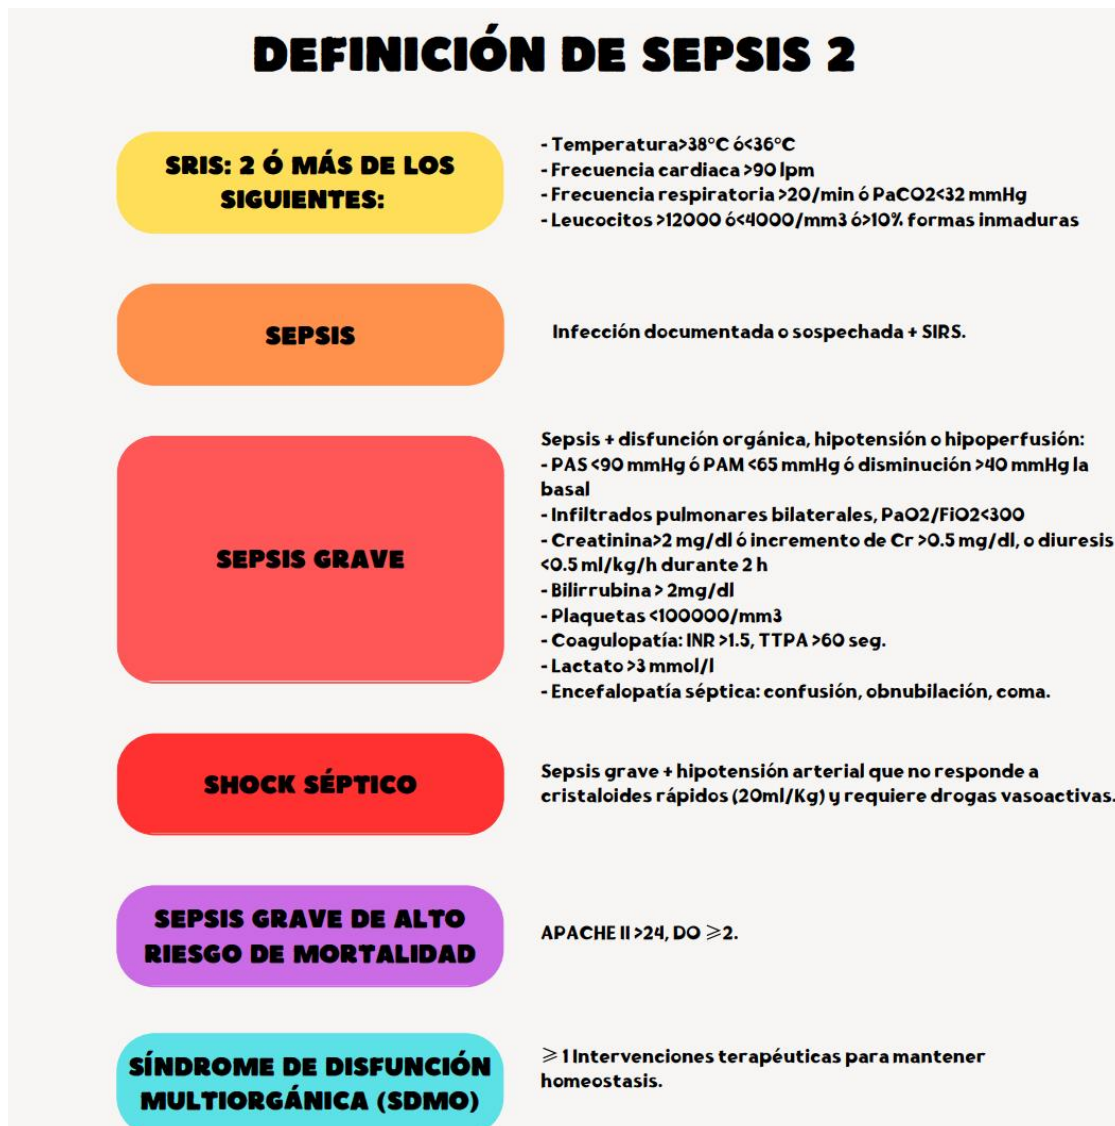 DEFINICIÓN DE SEPSIS 2
SRIS: 2 Ó MÁS DE LOS
SIGUIENTES:
- Temperatura>38°C ó<36°C
- Frecuencia cardiaca >90 lpm
- Frecuencia respiratoria >20/min ó PaCO2<32 mmHg
- Leucocitos >12000 ó<4000/mm3 ó>10% formas inmaduras
SEPSIS
Infección documentada o sospechada + SIRS.
SEPSIS GRAVE
Sepsis + disfunción orgánica, hipotensión o hipoperfusión:
- PAS <90 mmHg ó PAM <65 mmHg ó disminución >40 mmHg la
basal
- Infiltrados pulmonares bilaterales, PaO2/FiO2<300
- Creatinina>2 mg/dl ó incremento de Cr >0.5 mg/dl, o diuresis
<0.5 ml/kg/h durante 2 h
- Bilirrubina > 2mg/dl
- Plaquetas <100000/mm3
- Coagulopatía: INR >1.5, TTPA >60 seg.
- Lactato >3 mmol/l
- Encefalopatía séptica: confusión, obnubilación, coma.
SHOCK SÉPTICO
Sepsis grave + hipotensión arterial que no responde a
cristaloides rápidos (20ml/Kg) y requiere drogas vasoactivas.
SEPSIS GRAVE DE ALTO
RIESGO DE MORTALIDAD
APACHE II >24, DO ⩾2.
SÍNDROME DE DISFUNCIÓN
MULTIORGÁNICA (SDMO)
⩾ 1 Intervenciones terapéuticas para mantener
homeostasis.